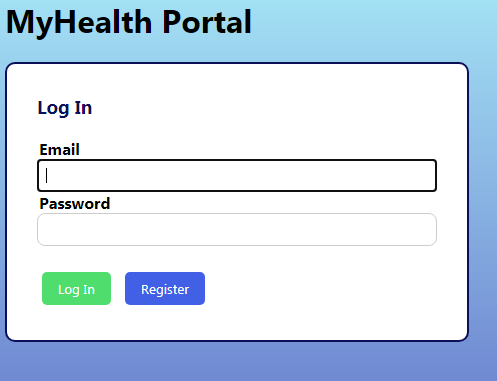 MyHealth Portal
Log In
Email
Password
Log In Register